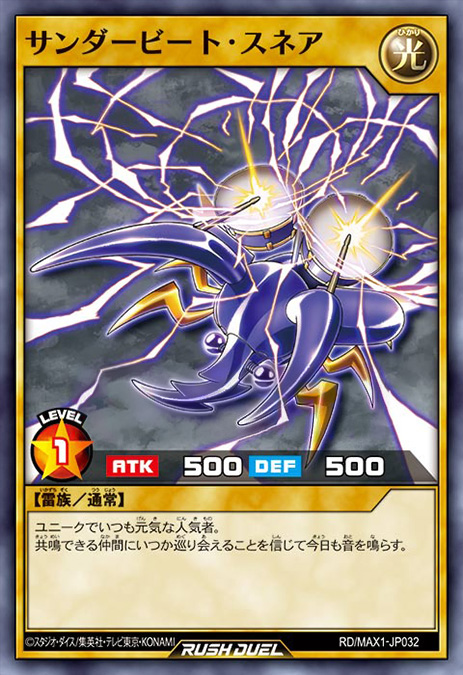 サンダービート・スネア
ひかり
光
LEVEL
1
ATK 500 DEF 500
【雷族／通常】
ユニークでいつも元気な人気者。
共鳴できる仲間にいつか巡り会えることを信じて今日も音を鳴らす。
©スタジオ・ダイス/集英社・テレビ東京・KONAMI
RUSH DUEL
RD/MAX1-JP032